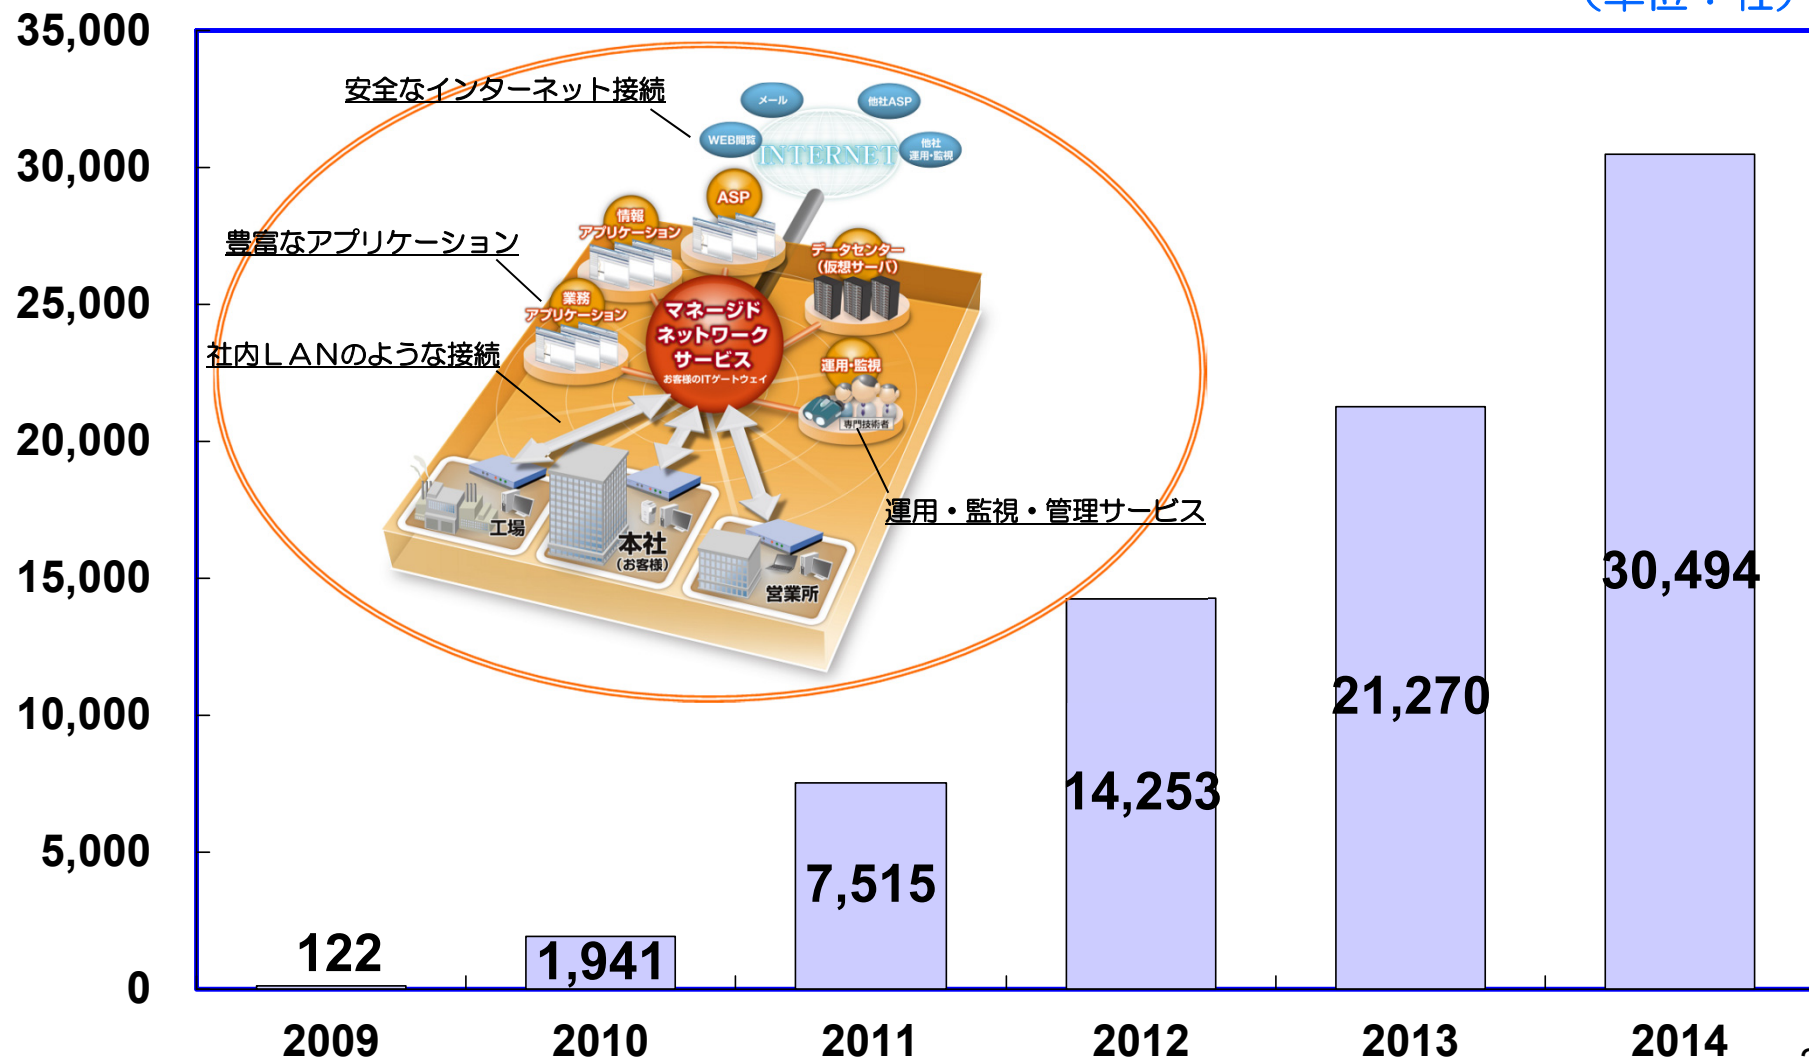 (単位：社)
35,000
30,000
25,000
20,000
15,000
10,000
5,000
0
安全なインターネット接続
メール
他社ASP
WEB閲覧
INTERNET
他社
運用・監視
ASP
情報
アプリケーション
豊富なアプリケーション
データセンター
(仮想サーバ)
業務
アプリケーション
マネージド
ネットワーク
サービス
お客様のITゲートウェイ
社内ＬＡＮのような接続
運用・監視
専門技術者
運用・監視・管理サービス
工場
本社
(お客様)
営業所
122
1,941
7,515
14,253
21,270
30,494
2009
2010
2011
2012
2013
2014